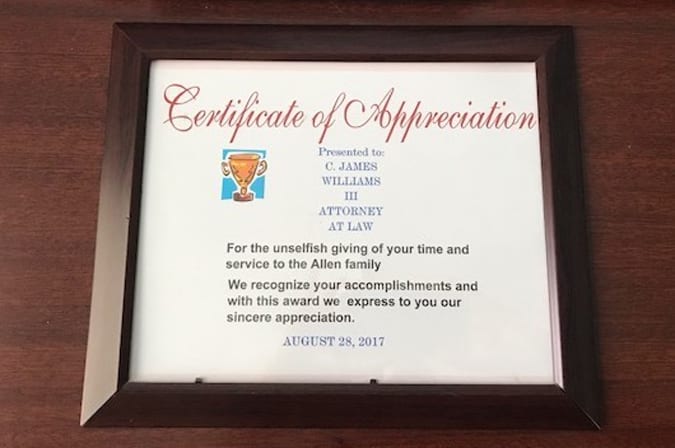 Certificate of Appreciation
Presented to:
C. JAMES
WILLIAMS
III
ATTORNEY
AT LAW
For the unselfish giving of your time and
service to the Allen family
We recognize your accomplishments and
with this award we express to you our
sincere appreciation.
AUGUST 28, 2017